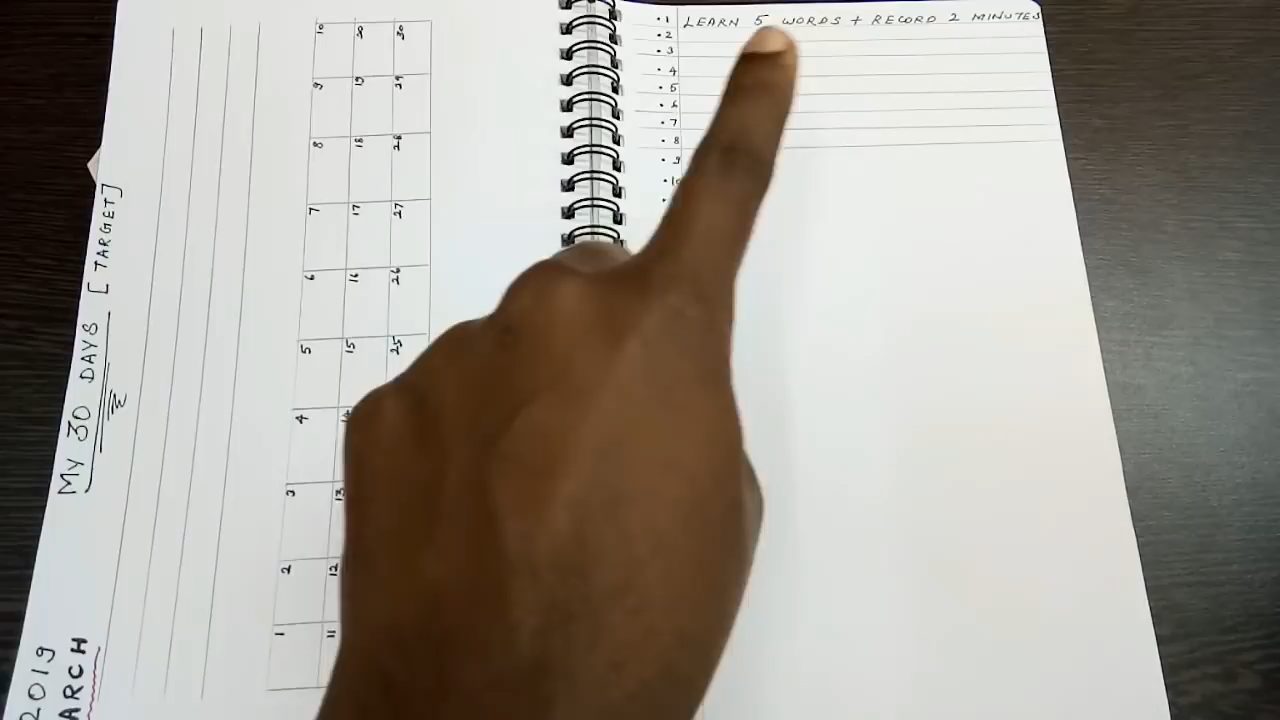 2019
ARCH
MY 30 DAYS [TARGET]
1 2 3 4 5 6 7 8 9 10
11 12 13 15 16 17 18 19 20
25 26 27 28 29 30
• 1 LEARN 5 WORDS + RECORD 2 MINUTES
• 2
• 3
• 4
• 5
• 6
• 7
• 8
• 9
• 10